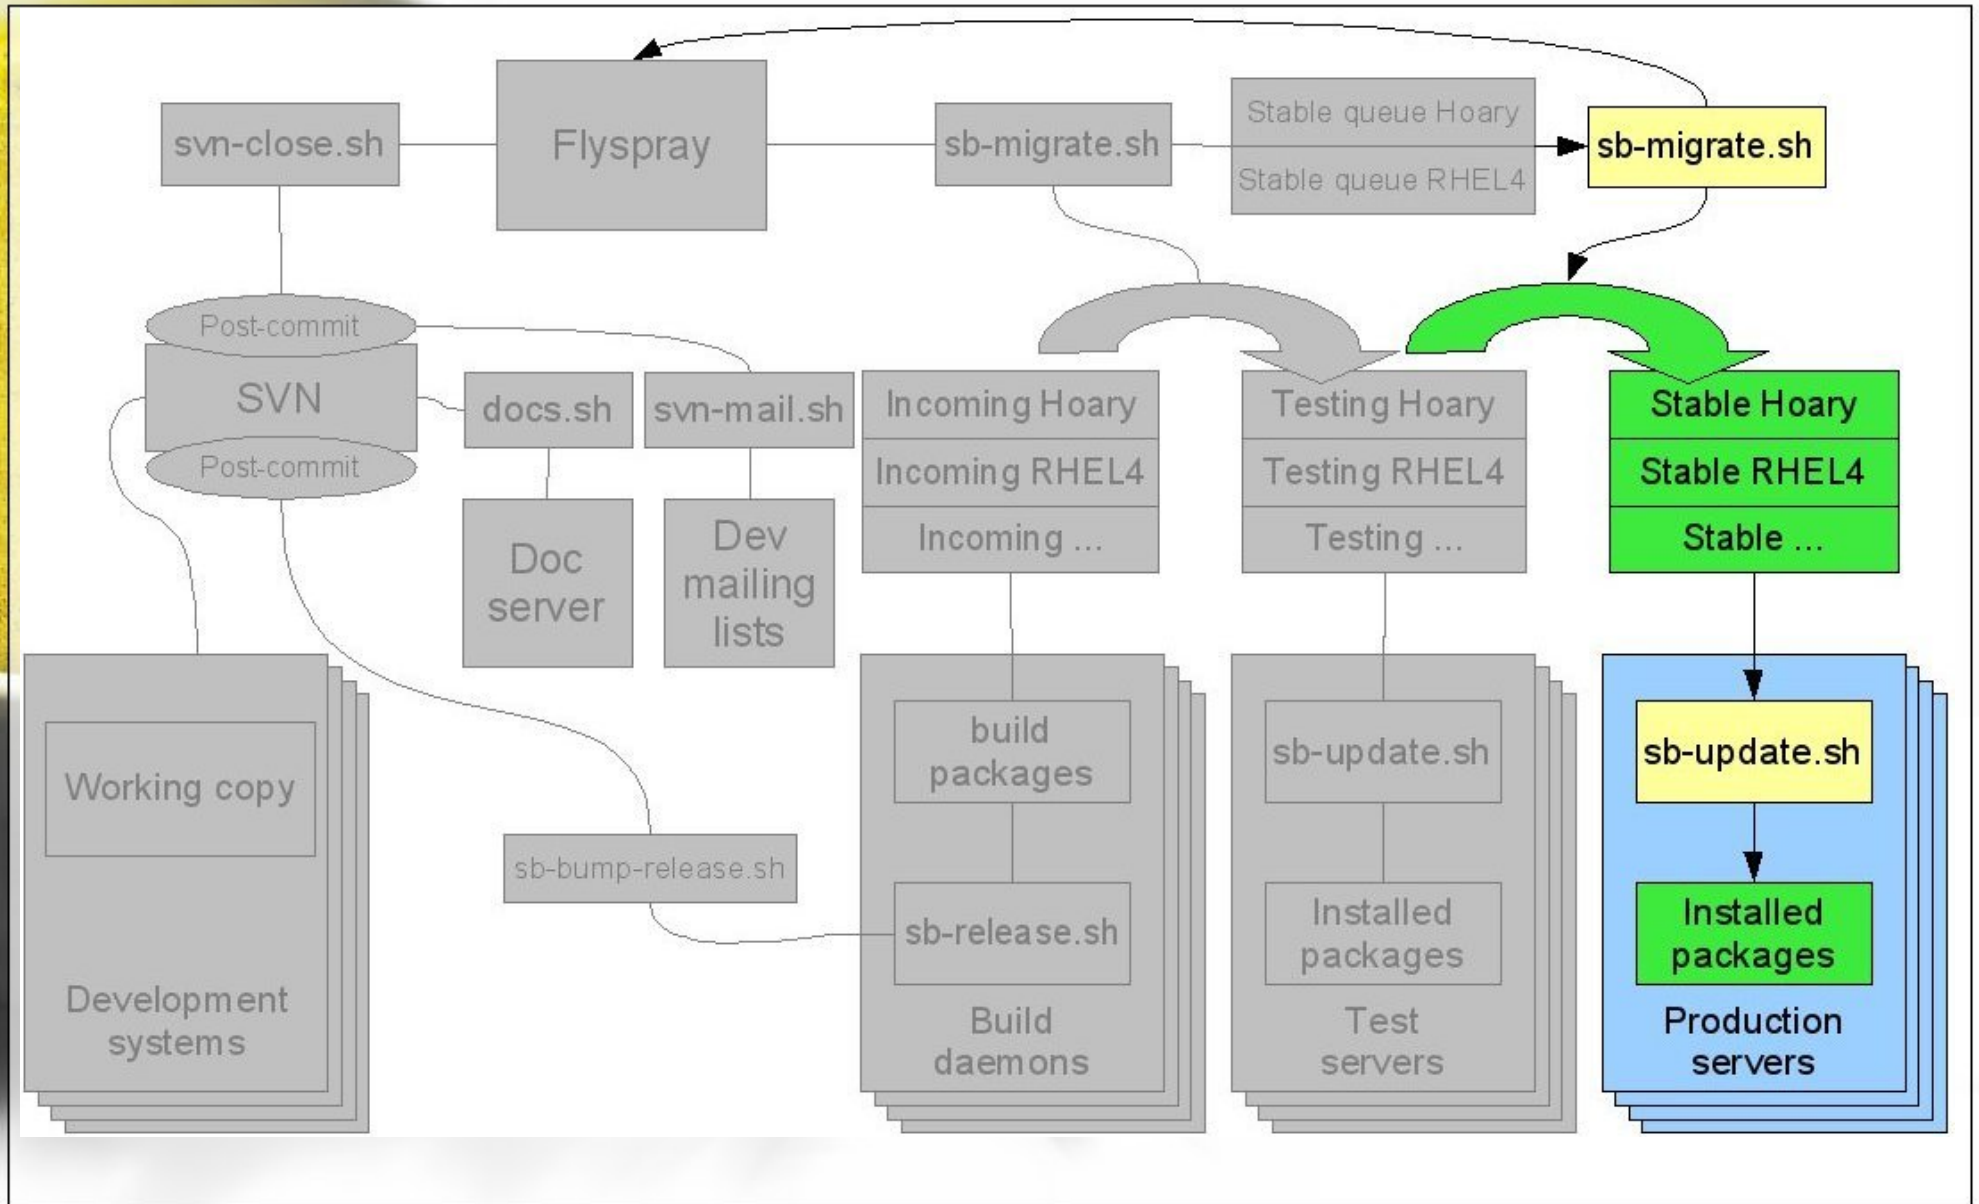 svn-close.sh
Flyspray
sb-migrate.sh
Stable queue Hoary
Stable queue RHEL4
sb-migrate.sh
Post-commit
SVN
Post-commit
docs.sh
svn-mail.sh
Doc
server
Dev
mailing
lists
Incoming Hoary
Incoming RHEL4
Incoming ...
Testing Hoary
Testing RHEL4
Testing ...
Stable Hoary
Stable RHEL4
Stable ...
Working copy
Development
systems
sb-bump-release.sh
build
packages
sb-release.sh
Build
daemons
sb-update.sh
Installed
packages
Test
servers
sb-update.sh
Installed
packages
Production
servers